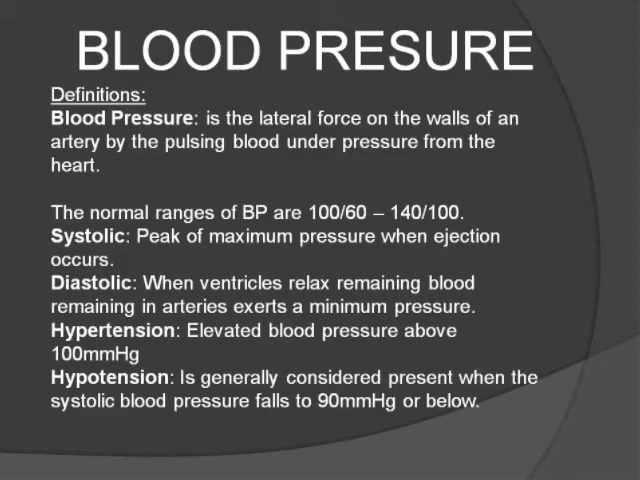 BLOOD PRESURE
Definitions:
Blood Pressure: is the lateral force on the walls of an
artery by the pulsing blood under pressure from the
heart.
The normal ranges of BP are 100/60 – 140/100.
Systolic: Peak of maximum pressure when ejection
occurs.
Diastolic: When ventricles relax remaining blood
remaining in arteries exerts a minimum pressure.
Hypertension: Elevated blood pressure above
100mmHg
Hypotension: Is generally considered present when the
systolic blood pressure falls to 90mmHg or below.